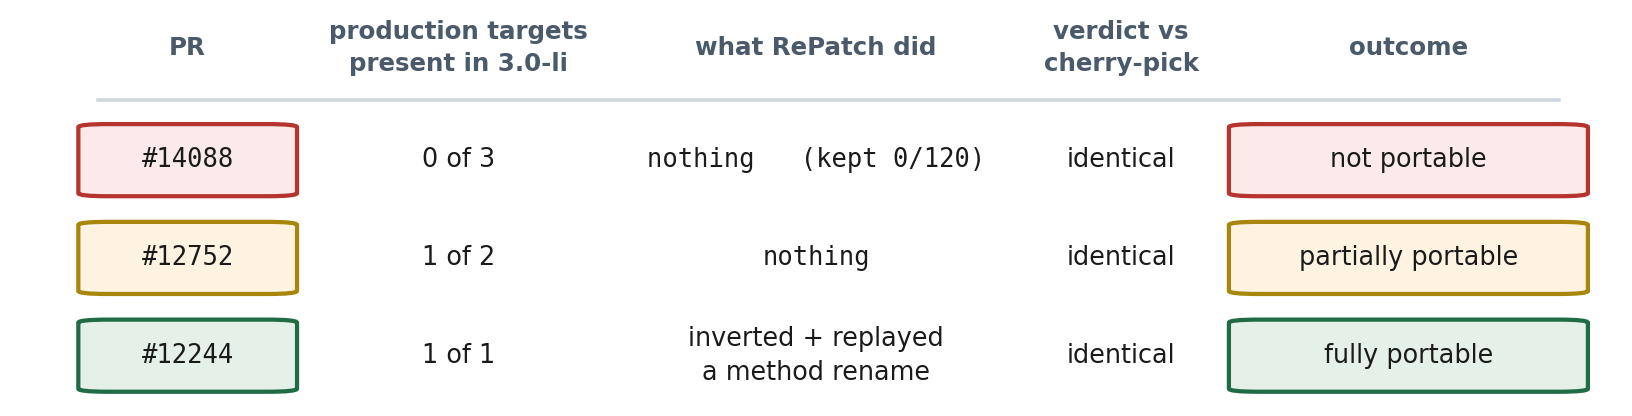 PR
production targets
present in 3.0-li
what RePatch did
verdict vs
cherry-pick
outcome
#14088
0 of 3
nothing   (kept 0/120)
identical
not portable
#12752
1 of 2
nothing
identical
partially portable
#12244
1 of 1
inverted + replayed
a method rename
identical
fully portable